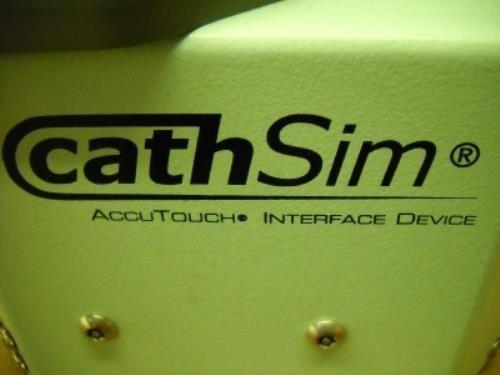 cathSim®
ACCUTOUCH® INTERFACE DEVICE